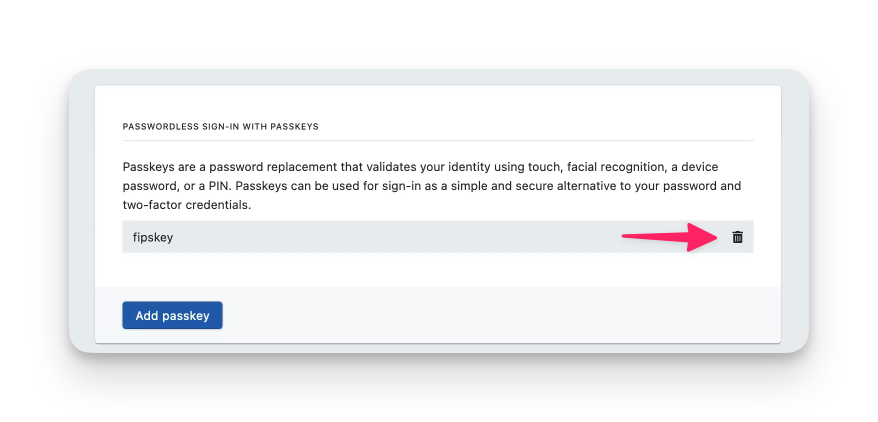 PASSWORDLESS SIGN-IN WITH PASSKEYS
Passkeys are a password replacement that validates your identity using touch, facial recognition, a device
password, or a PIN. Passkeys can be used for sign-in as a simple and secure alternative to your password and
two-factor credentials.
fipskey
Add passkey